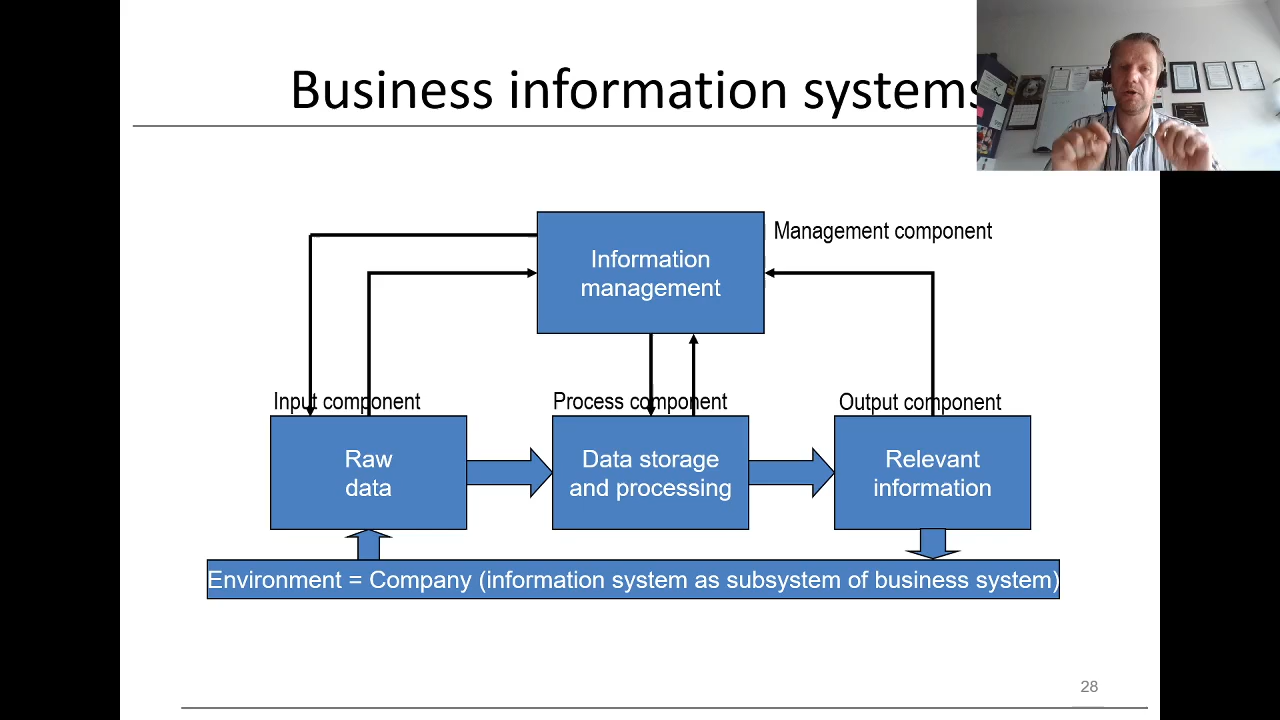 Business information systems
Information
management
Management component
Input component
Process component
Output component
Raw
data
Data storage
and processing
Relevant
information
Environment = Company (information system as subsystem of business system)
28